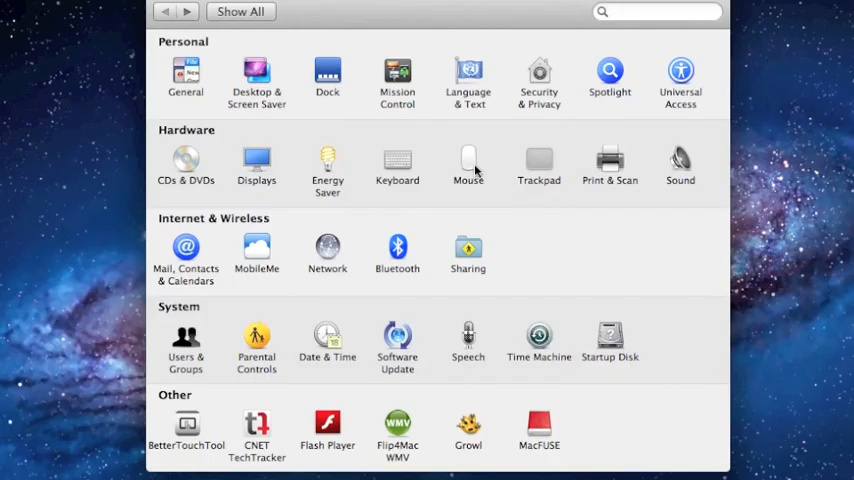 Show All
Personal
General
Desktop &
Screen Saver
Dock
Mission
Control
Language
& Text
Security
& Privacy
Spotlight
Universal
Access
Hardware
CDs & DVDs
Displays
Energy
Saver
Keyboard
Mouse
Trackpad
Print & Scan
Sound
Internet & Wireless
Mail, Contacts
& Calendars
MobileMe
Network
Bluetooth
Sharing
System
Users &
Groups
Parental
Controls
Date & Time
Software
Update
Speech
Time Machine
Startup Disk
Other
BetterTouchTool
CNET
TechTracker
Flash Player
WMV
Flip4Mac
WMV
Growl
MacFUSE